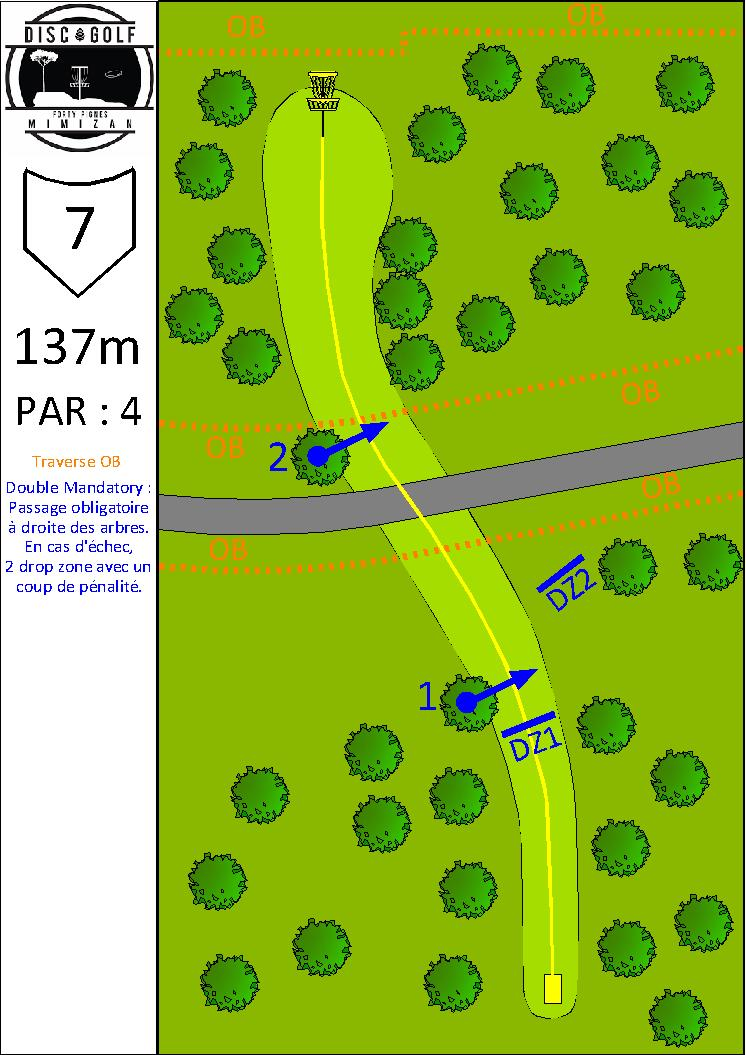 DISC GOLF
FORTY PIGNES
MIMIZAN
7
137m
PAR : 4
Traverse OB
Double Mandatory :
Passage obligatoire
à droite des arbres.
En cas d'échec,
2 drop zone avec un
coup de pénalité.
OB
OB
OB
OB
2
OB
OB
DZ2
1
DZ1